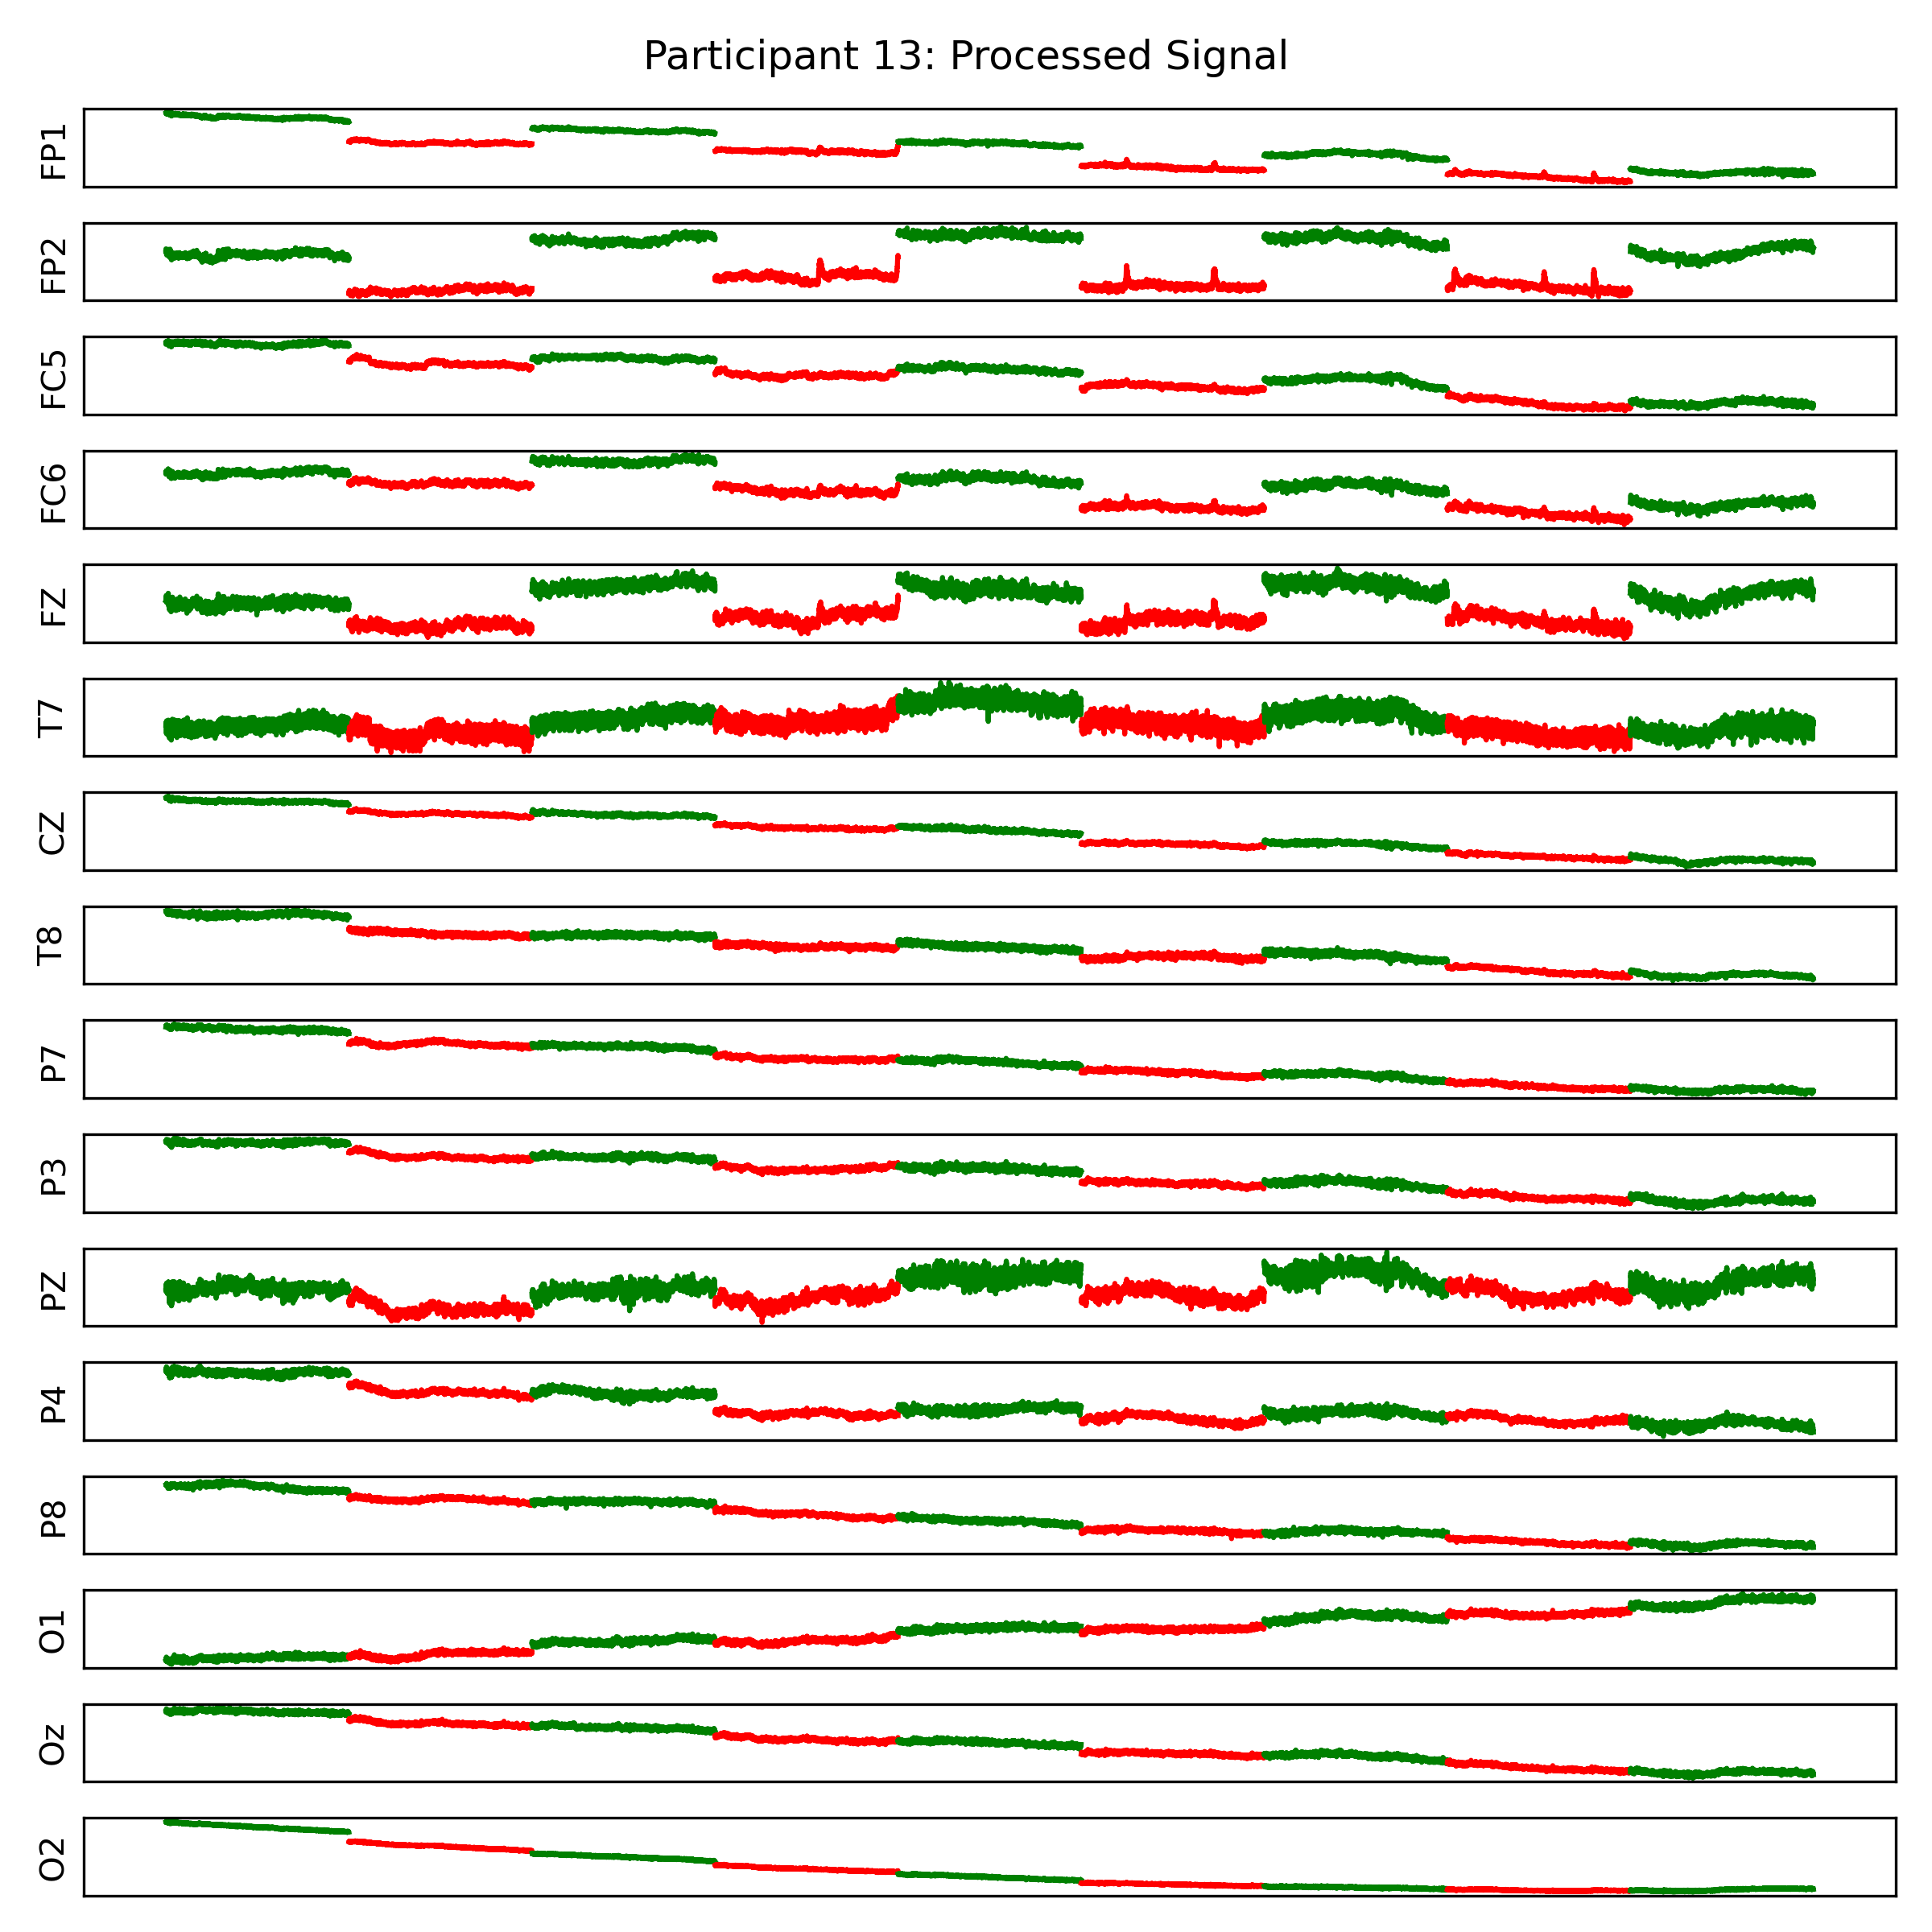 Participant 13: Processed Signal
FP1
FP2
FC5
FC6
FZ
T7
CZ
T8
P7
P3
PZ
P4
P8
O1
Oz
O2